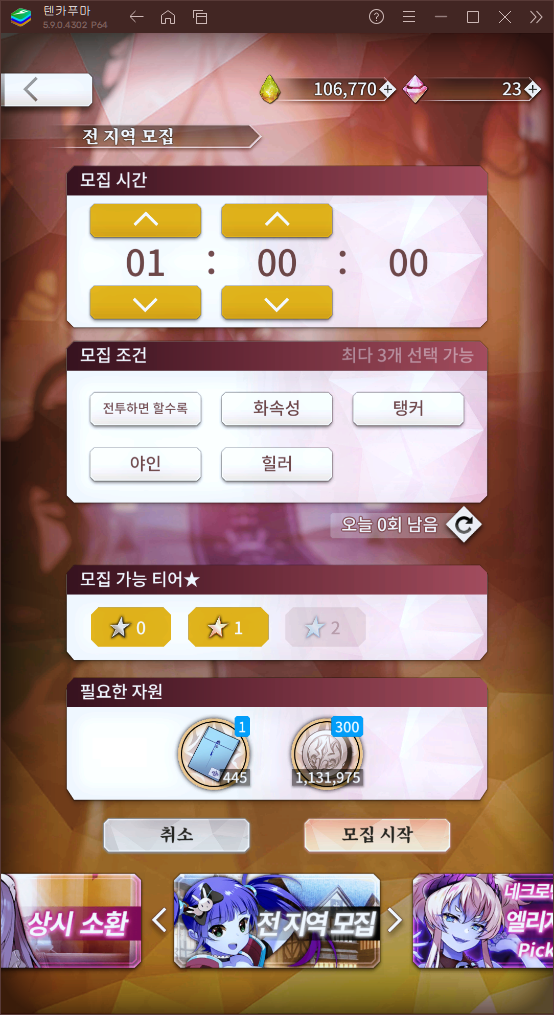 텐카푸마
5.9.0.4302 P64
106,770
23
전 지역 모집
모집 시간
01 : 00 : 00
모집 조건 최다 3개 선택 가능
전투하면 할수록 화속성 탱커
야인 힐러
오늘 0회 남음
모집 가능 티어★
0 1 2
필요한 자원
1 300
445 1,131,975
취소 모집 시작
상시 소환
전 지역 모집
네크로
엘리
Pick